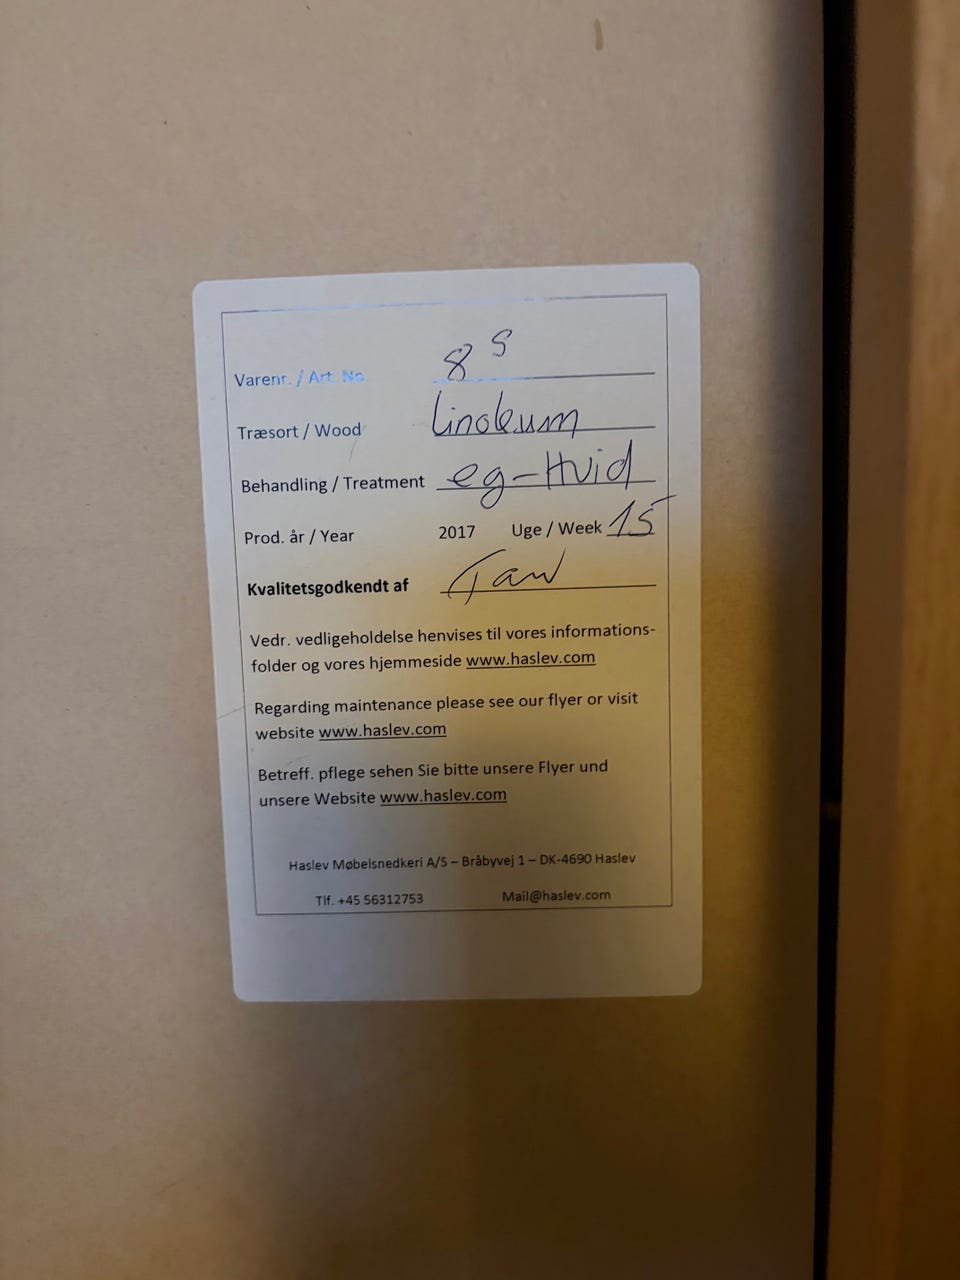 Varenr. / Art. No 8 S
Træsort / Wood Linoleum
Behandling / Treatment eg-Hvid
Prod. år / Year 2017 Uge / Week 15
Kvalitetsgodkendt af
Vedr. vedligeholdelse henvises til vores informations-
folder og vores hjemmeside www.haslev.com
Regarding maintenance please see our flyer or visit
website www.haslev.com
Betreff. pflege sehen Sie bitte unsere Flyer und
unsere Website www.haslev.com
Haslev Møbelsnedkeri A/S – Bråbyvej 1 – DK-4690 Haslev
Tlf. +45 56312753 Mail@haslev.com